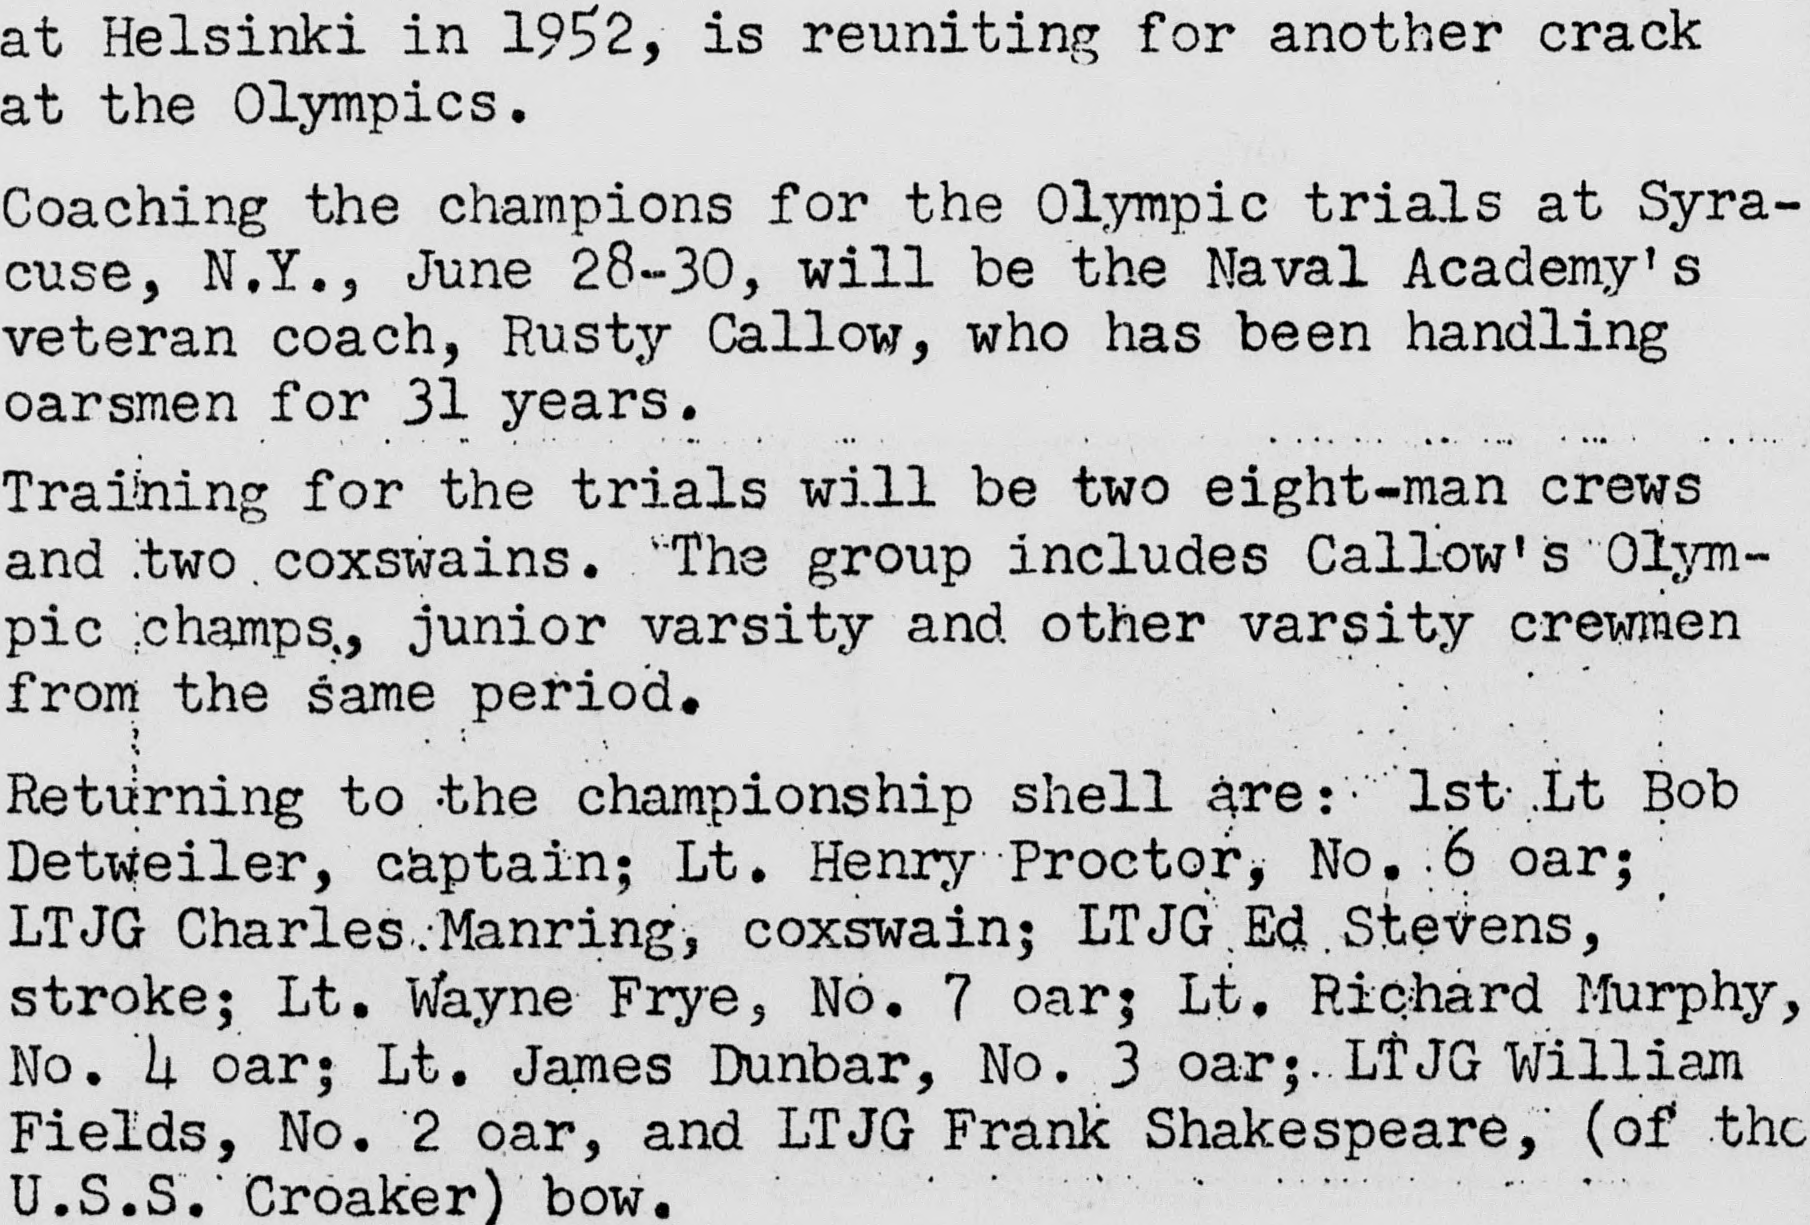 at Helsinki in 1952, is reuniting for another crack
at the Olympics.
Coaching the champions for the Olympic trials at Syra-
cuse, N.Y., June 28-30, will be the Naval Academy's
veteran coach, Rusty Callow, who has been handling
oarsmen for 31 years.
Training for the trials will be two eight-man crews
and two coxswains. The group includes Callow's Olym-
pic champs., junior varsity and other varsity crewmen
from the same period.
Returning to the championship shell are: 1st Lt Bob
Detweiler, captain; Lt. Henry Proctor, No. 6 oar;
LTJG Charles Manring, coxswain; LTJG Ed Stevens,
stroke; Lt. Wayne Frye, No. 7 oar; Lt. Richard Murphy,
No. 4 oar; Lt. James Dunbar, No. 3 oar; LTJG William
Fields, No. 2 oar, and LTJG Frank Shakespeare, (of the
U.S.S. Croaker) bow.